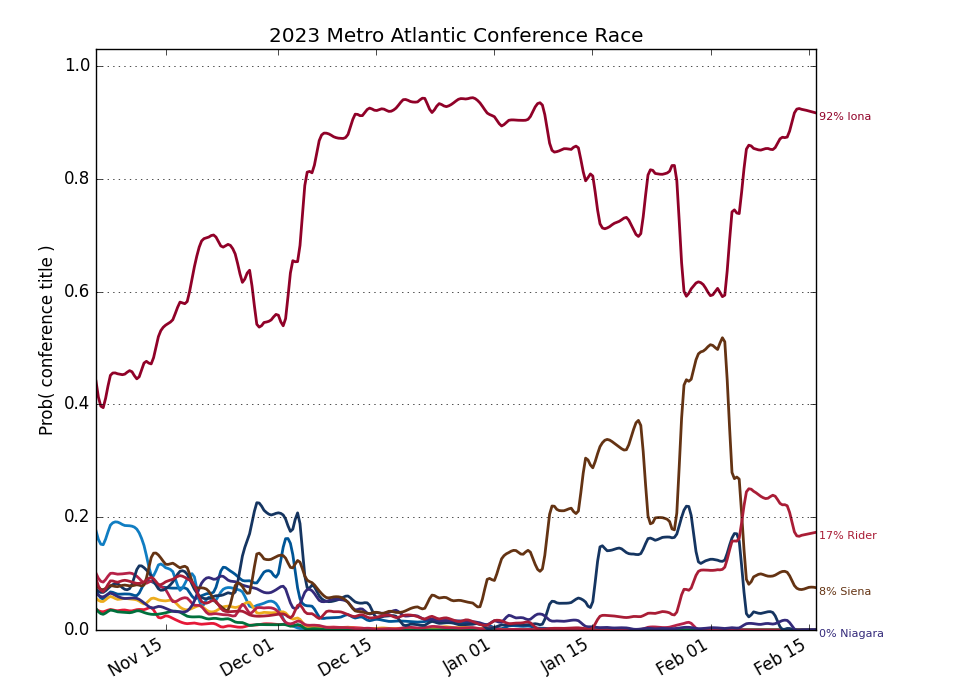 2023 Metro Atlantic Conference Race
Prob( conference title )
1.0
0.8
0.6
0.4
0.2
0.0
Nov 15
Dec 01
Dec 15
Jan 01
Jan 15
Feb 01
Feb 15
92% Iona
17% Rider
8% Siena
0% Niagara